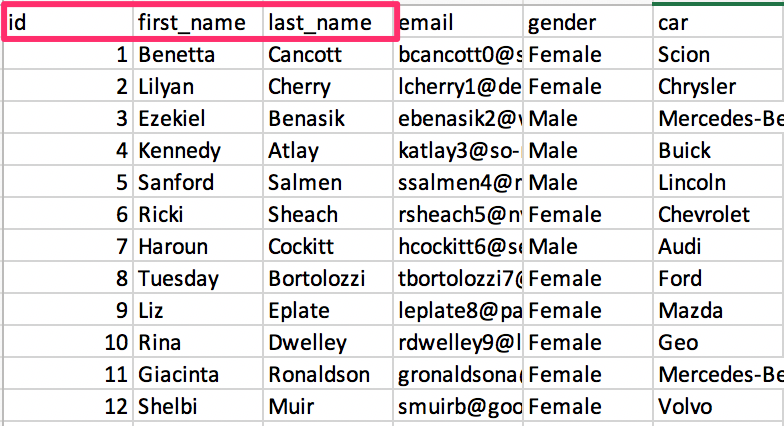 id first_name last_name email gender car
1 Benetta Cancott bcancott0@s Female Scion
2 Lilyan Cherry lcherry1@de Female Chrysler
3 Ezekiel Benasik ebenasik2@ Male Mercedes-Be
4 Kennedy Atlay katlay3@so- Male Buick
5 Sanford Salmen ssalmen4@ Male Lincoln
6 Ricki Sheach rsheach5@n Female Chevrolet
7 Haroun Cockitt hcockitt6@se Male Audi
8 Tuesday Bortolozzi tbortolozzi7@ Female Ford
9 Liz Eplate leplate8@pa Female Mazda
10 Rina Dwelley rdwelley9@l Female Geo
11 Giacinta Ronaldson gronaldsona Female Mercedes-Be
12 Shelbi Muir smuirb@goo Female Volvo